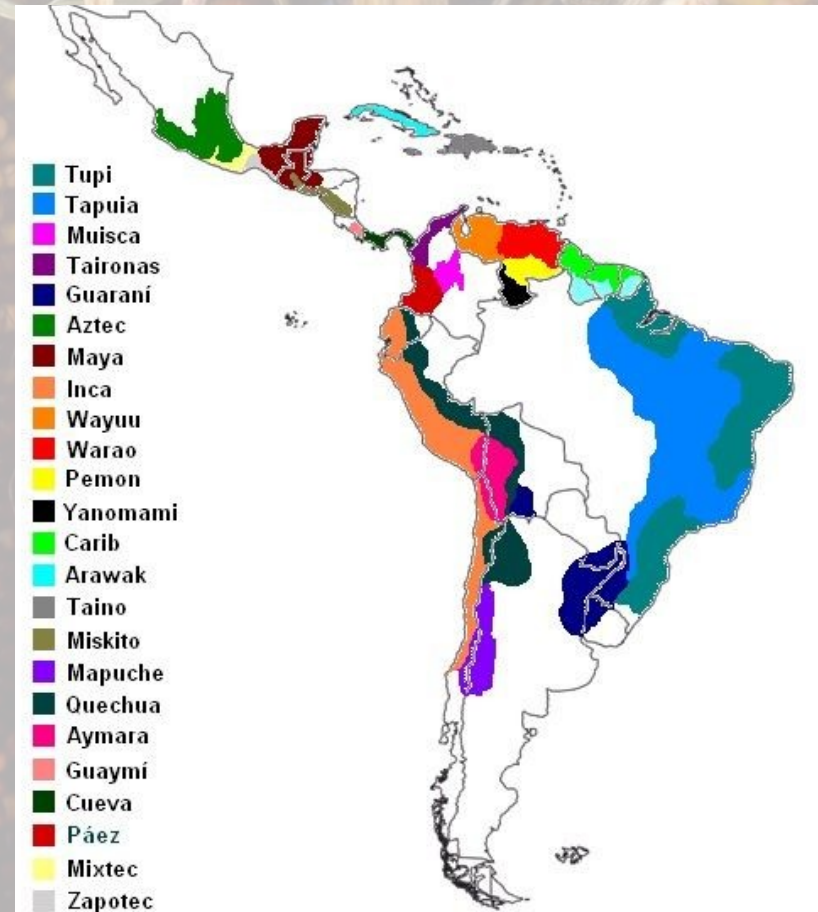 Tupi
Tapuia
Muisca
Taironas
Guaraní
Aztec
Maya
Inca
Wayuu
Warao
Pemon
Yanomami
Carib
Arawak
Taino
Miskito
Mapuche
Quechua
Aymara
Guaymí
Cueva
Páez
Mixtec
Zapotec